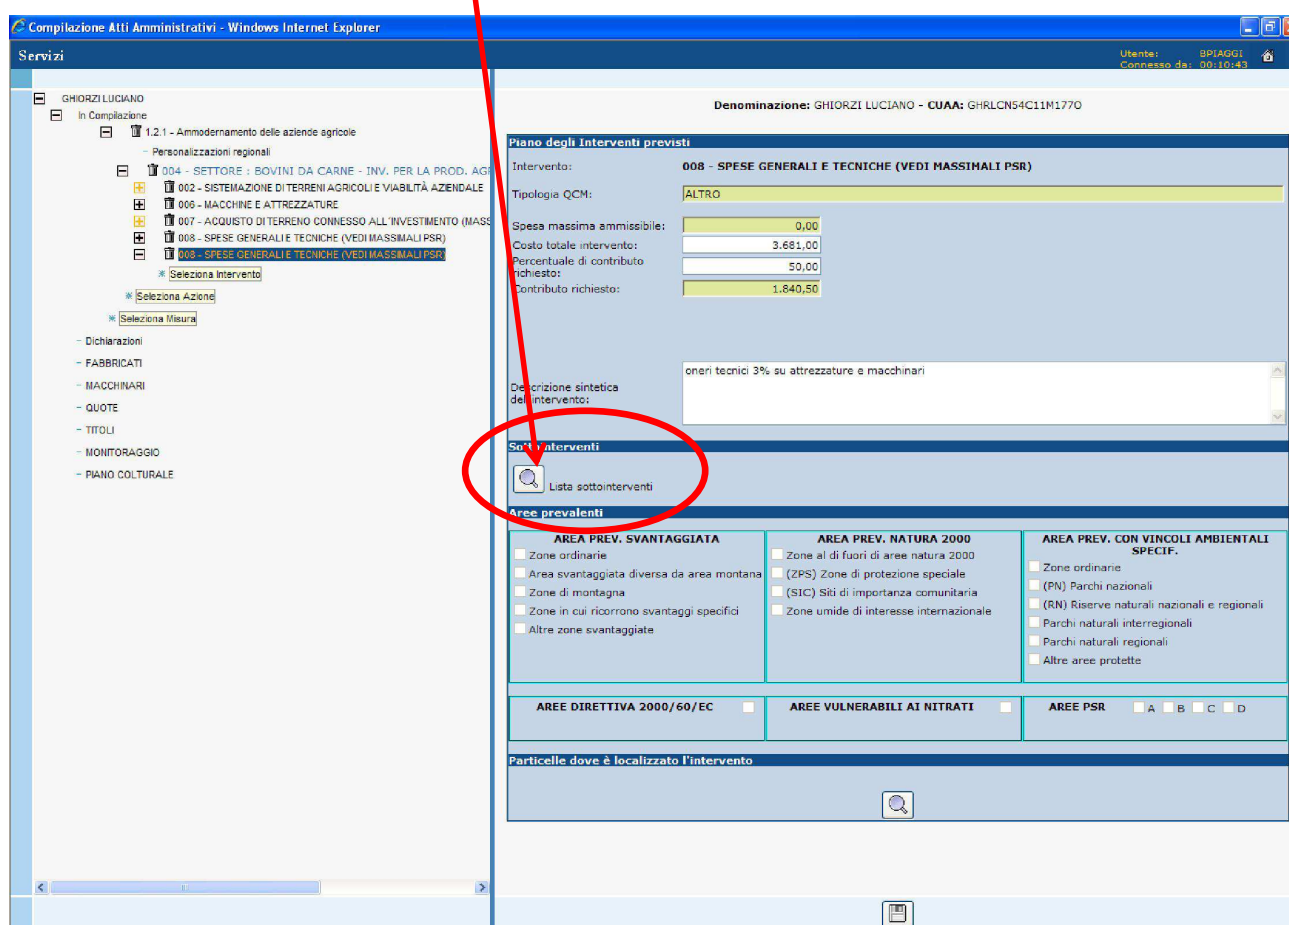 Compilazione Atti Amministrativi - Windows Internet Explorer
Servizi
Utente: BPIAGGI
Connesso da: 00:10:43
GHIORZI LUCIANO
In Compilazione
1.2.1 - Ammodernamento delle aziende agricole
Personalizzazioni regionali
004 - SETTORE : BOVINI DA CARNE - INV. PER LA PROD. AGR
002 - SISTEMAZIONE DI TERRENI AGRICOLI E VIABILITÀ AZIENDALE
006 - MACCHINE E ATTREZZATURE
007 - ACQUISTO DI TERRENO CONNESSO ALL'INVESTIMENTO (MASS
008 - SPESE GENERALI E TECNICHE (VEDI MASSIMALI PSR)
008 - SPESE GENERALI E TECNICHE (VEDI MASSIMALI PSR)
Seleziona Intervento
Seleziona Azione
Seleziona Misura
Dichiarazioni
FABBRICATI
MACCHINARI
QUOTE
TITOLI
MONITORAGGIO
PIANO COLTURALE
Denominazione: GHIORZI LUCIANO - CUAA: GHRLCN54C11M177O
Piano degli Interventi previsti
Intervento: 008 - SPESE GENERALI E TECNICHE (VEDI MASSIMALI PSR)
Tipologia QCM: ALTRO
Spesa massima ammissibile: 0,00
Costo totale intervento: 3.681,00
Percentuale di contributo
richiesto: 50,00
Contributo richiesto: 1.840,50
oneri tecnici 3% su attrezzature e macchinari
Descrizione sintetica
dell'intervento:
Sottointerventi
Lista sottointerventi
Aree prevalenti
AREA PREV. SVANTAGGIATA
Zone ordinarie
Area svantaggiata diversa da area montana
Zone di montagna
Zone in cui ricorrono svantaggi specifici
Altre zone svantaggiate
AREA PREV. NATURA 2000
Zone al di fuori di aree natura 2000
(ZPS) Zone di protezione speciale
(SIC) Siti di importanza comunitaria
Zone umide di interesse internazionale
AREA PREV. CON VINCOLI AMBIENTALI
SPECIF.
Zone ordinarie
(PN) Parchi nazionali
(RN) Riserve naturali nazionali e regionali
Parchi naturali interregionali
Parchi naturali regionali
Altre aree protette
AREE DIRETTIVA 2000/60/EC
AREE VULNERABILI AI NITRATI
AREE PSR A B C D
Particelle dove è localizzato l'intervento